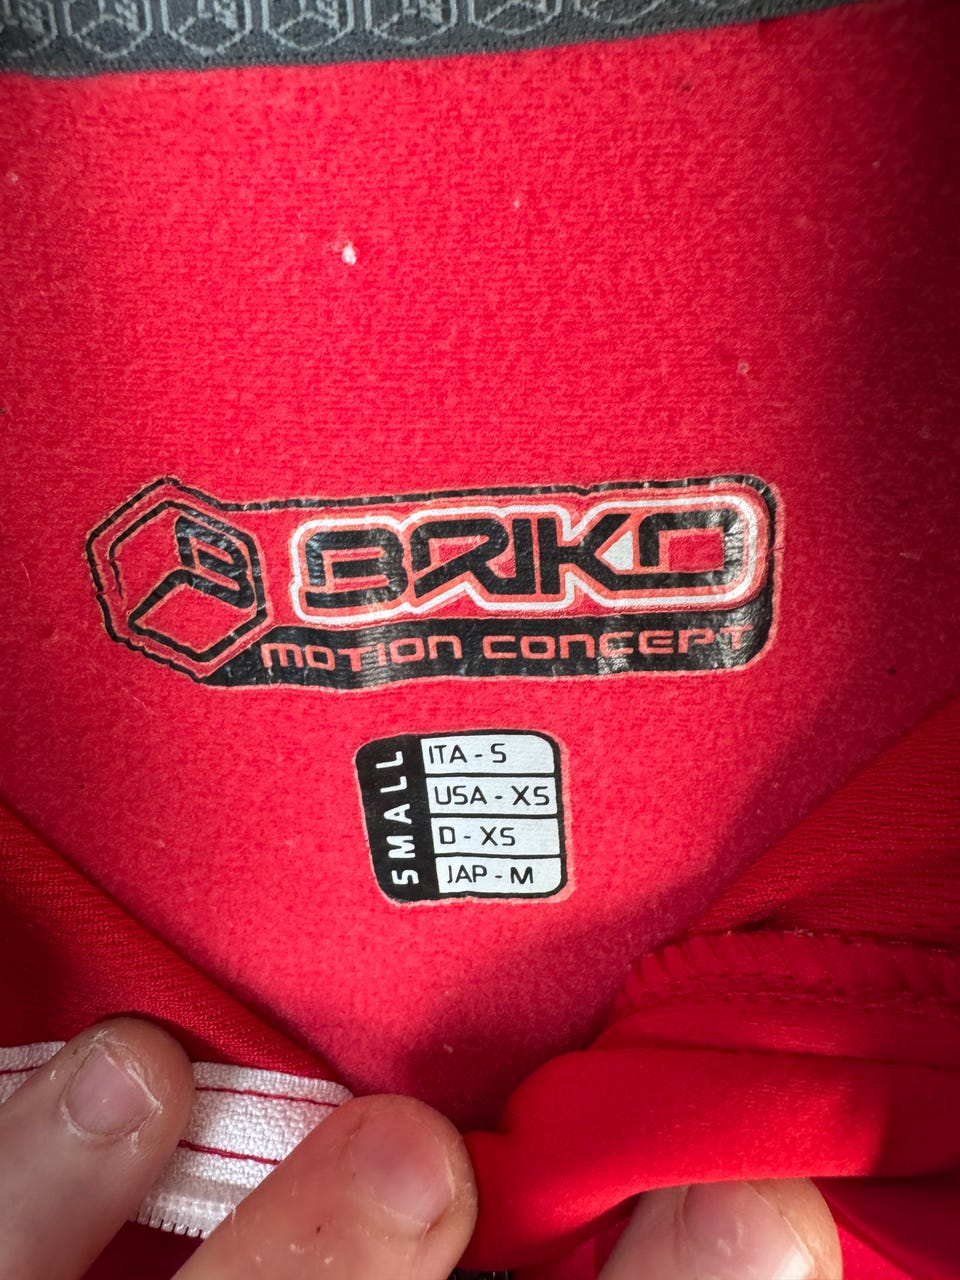 BRIKO
MOTION CONCEPT
SMALL
ITA - S
USA - XS
D - XS
JAP - M